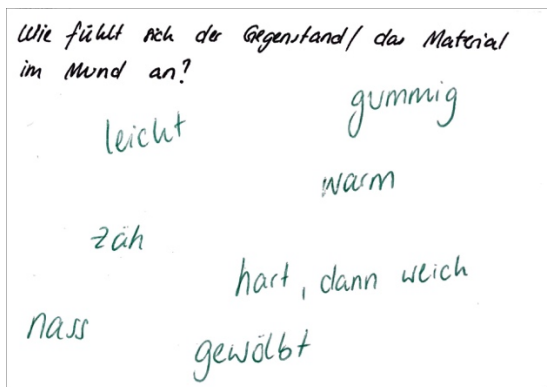 Wie fühlt sich der Gegenstand/ das Material
im Mund an?
gummig
leicht
warm
zäh
hart, dann weich
nass
gewölbt